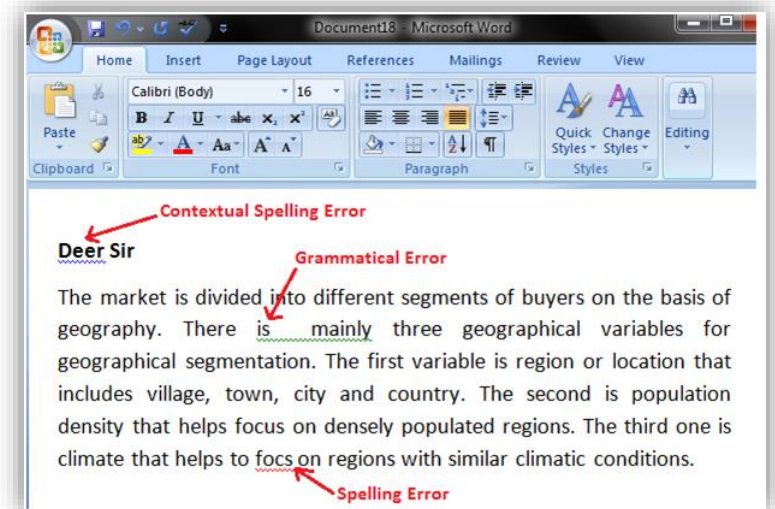 Document18 - Microsoft Word
Home Insert Page Layout References Mailings Review View
Calibri (Body) 16
B I U abc x₂ x² 
Paste
ab Aa A A
Quick Styles Change Styles Editing
Clipboard Font Paragraph Styles
Contextual Spelling Error
Deer Sir
Grammatical Error
The market is divided into different segments of buyers on the basis of
geography. There is mainly three geographical variables for
geographical segmentation. The first variable is region or location that
includes village, town, city and country. The second is population
density that helps focus on densely populated regions. The third one is
climate that helps to focs on regions with similar climatic conditions.
Spelling Error